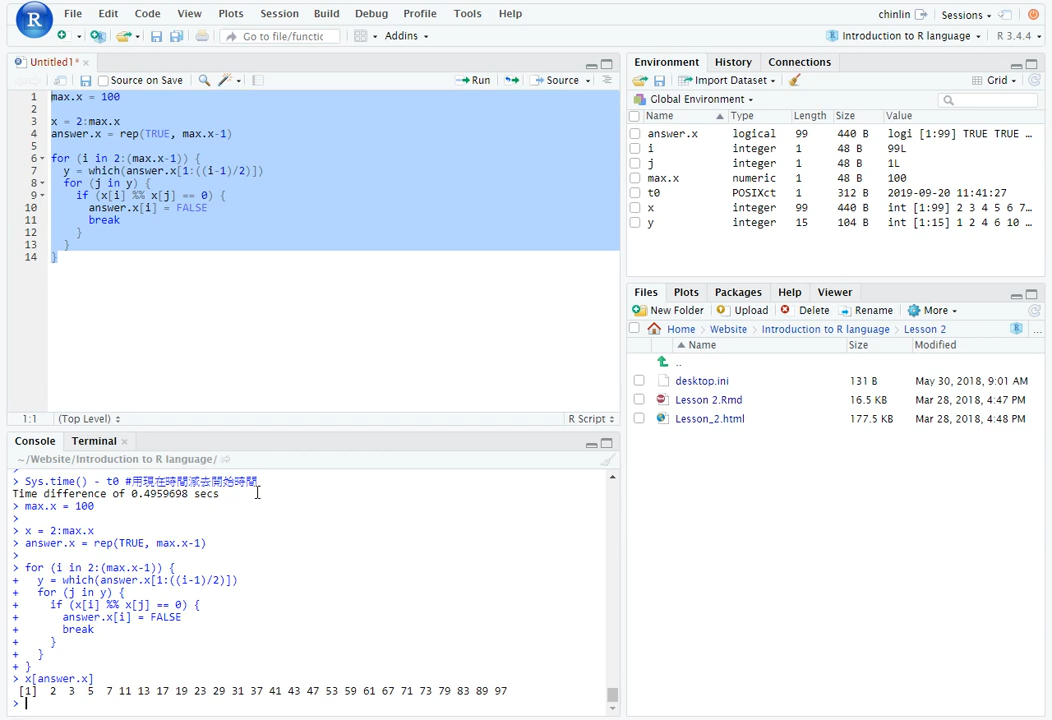 R File Edit Code View Plots Session Build Debug Profile Tools Help chinlin Sessions
Go to file/functic Addins Introduction to R language R 3.4.4
Untitled1*
Source on Save Run Source
1 max.x = 100
2
3 x = 2:max.x
4 answer.x = rep(TRUE, max.x-1)
5
6 for (i in 2:(max.x-1)) {
7 y = which(answer.x[1:((i-1)/2)])
8 for (j in y) {
9 if (x[i] %% x[j] == 0) {
10 answer.x[i] = FALSE
11 break
12 }
13 }
14 }
1:1 (Top Level) R Script
Console Terminal
~/Website/Introduction to R language/
>
> Sys.time() - t0 #用現在時間減去開始時間
Time difference of 0.4959698 secs
> max.x = 100
>
> x = 2:max.x
> answer.x = rep(TRUE, max.x-1)
>
> for (i in 2:(max.x-1)) {
+ y = which(answer.x[1:((i-1)/2)])
+ for (j in y) {
+ if (x[i] %% x[j] == 0) {
+ answer.x[i] = FALSE
+ break
+ }
+ }
+ }
> x[answer.x]
[1] 2 3 5 7 11 13 17 19 23 29 31 37 41 43 47 53 59 61 67 71 73 79 83 89 97
>
Environment History Connections
Import Dataset Grid
Global Environment
Name Type Length Size Value
answer.x logical 99 440 B logi [1:99] TRUE TRUE …
i integer 1 48 B 99L
j integer 1 48 B 1L
max.x numeric 1 48 B 100
t0 POSIXct 1 312 B 2019-09-20 11:41:27
x integer 99 440 B int [1:99] 2 3 4 5 6 7…
y integer 15 104 B int [1:15] 1 2 4 6 10 …
Files Plots Packages Help Viewer
New Folder Upload Delete Rename More
Home Website Introduction to R language Lesson 2 R ...
Name Size Modified
..
desktop.ini 131 B May 30, 2018, 9:01 AM
Lesson 2.Rmd 16.5 KB Mar 28, 2018, 4:47 PM
Lesson_2.html 177.5 KB Mar 28, 2018, 4:48 PM